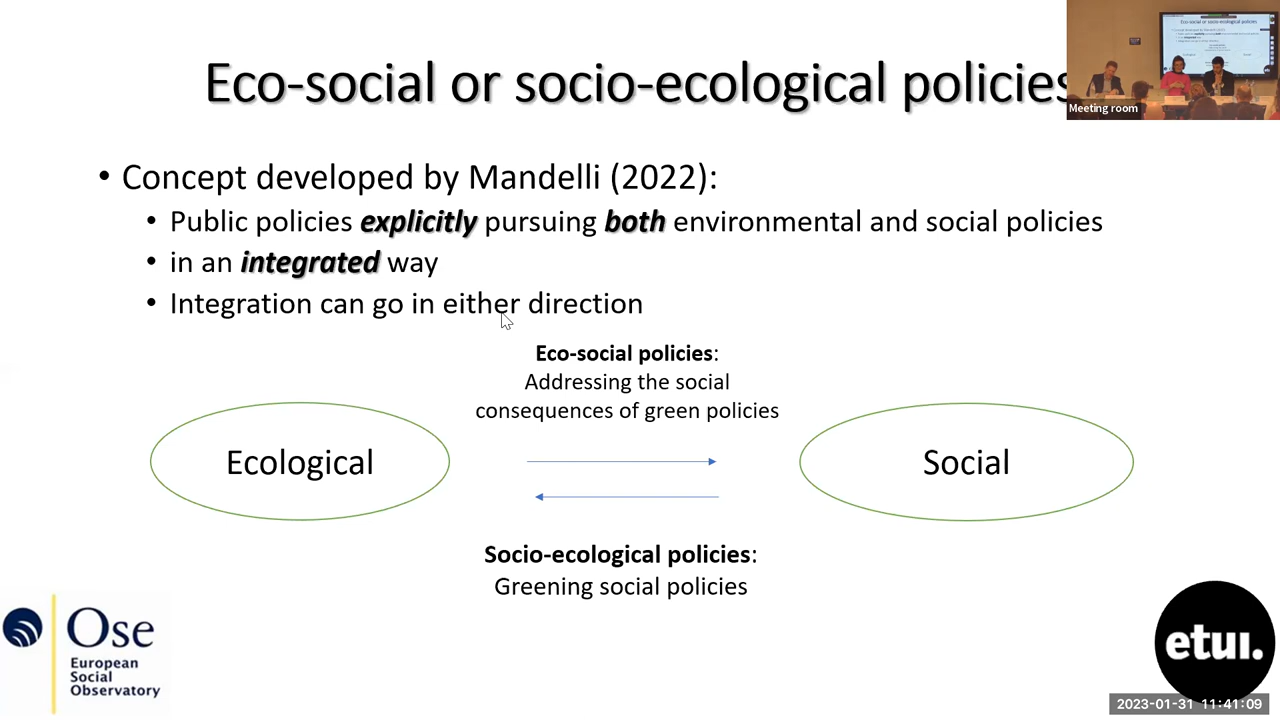 Eco-social or socio-ecological policies
Meeting room
• Concept developed by Mandelli (2022):
• Public policies explicitly pursuing both environmental and social policies
• in an integrated way
• Integration can go in either direction
Eco-social policies:
Addressing the social
consequences of green policies
Ecological
Social
Socio-ecological policies:
Greening social policies
Ose
European
Social
Observatory
etui.
2023-01-31 11:41:09